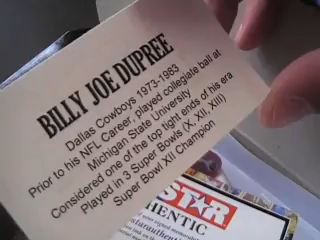 BILLY JOE DUPREE
Dallas Cowboys 1973-1983
Prior to his NFL Career, played collegiate ball at
Michigan State University
Considered one of the top tight ends of his era
Played in 3 Super Bowls (X, XII, XIII)
Super Bowl XII Champion
STAR
HENTIC